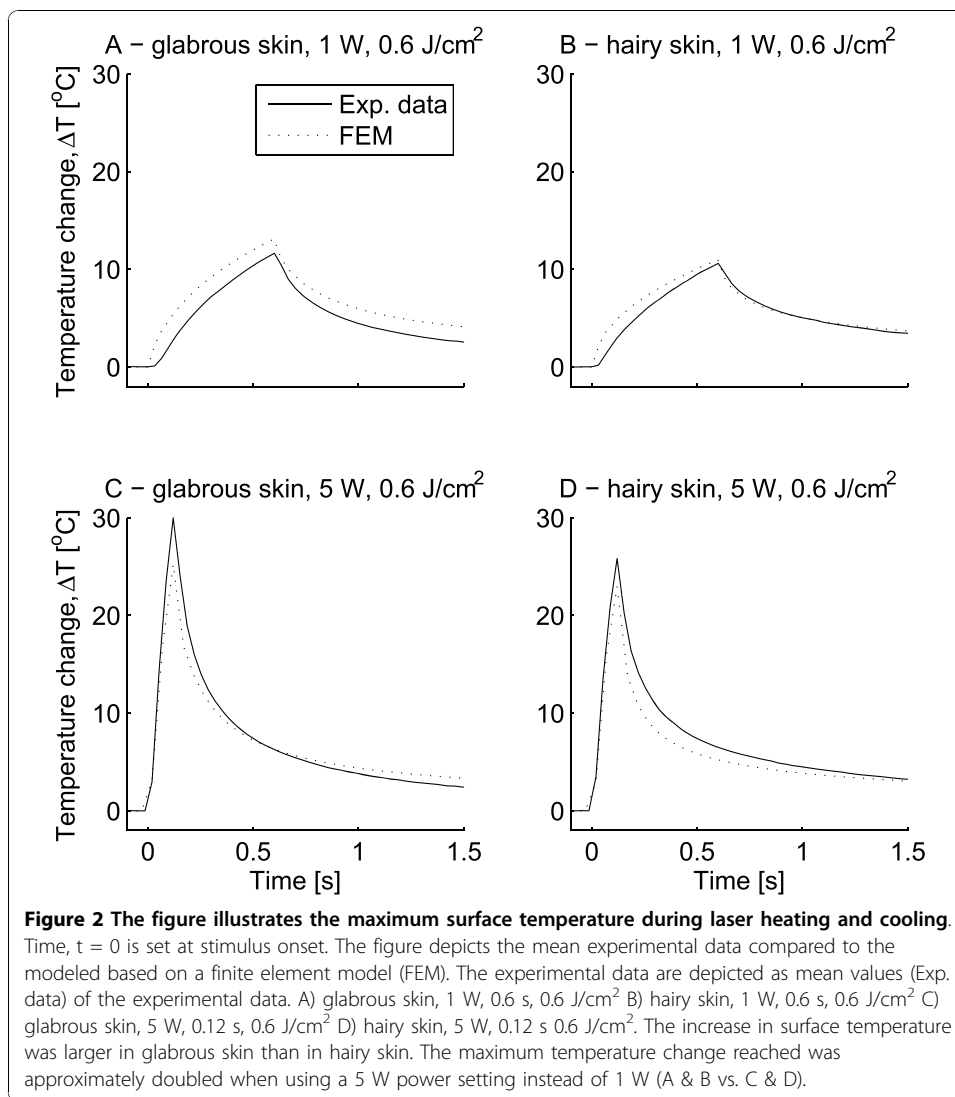 A − glabrous skin, 1 W, 0.6 J/cm²
B − hairy skin, 1 W, 0.6 J/cm²
Temperature change, ΔT [°C]
30
20
10
0
Exp. data
FEM
30
20
10
0
C − glabrous skin, 5 W, 0.6 J/cm²
D − hairy skin, 5 W, 0.6 J/cm²
Temperature change, ΔT [°C]
30
20
10
0
0 0.5 1 1.5
Time [s]
30
20
10
0
0 0.5 1 1.5
Time [s]
Figure 2 The figure illustrates the maximum surface temperature during laser heating and cooling.
Time, t = 0 is set at stimulus onset. The figure depicts the mean experimental data compared to the
modeled based on a finite element model (FEM). The experimental data are depicted as mean values (Exp.
data) of the experimental data. A) glabrous skin, 1 W, 0.6 s, 0.6 J/cm² B) hairy skin, 1 W, 0.6 s, 0.6 J/cm² C)
glabrous skin, 5 W, 0.12 s, 0.6 J/cm² D) hairy skin, 5 W, 0.12 s 0.6 J/cm². The increase in surface temperature
was larger in glabrous skin than in hairy skin. The maximum temperature change reached was
approximately doubled when using a 5 W power setting instead of 1 W (A & B vs. C & D).